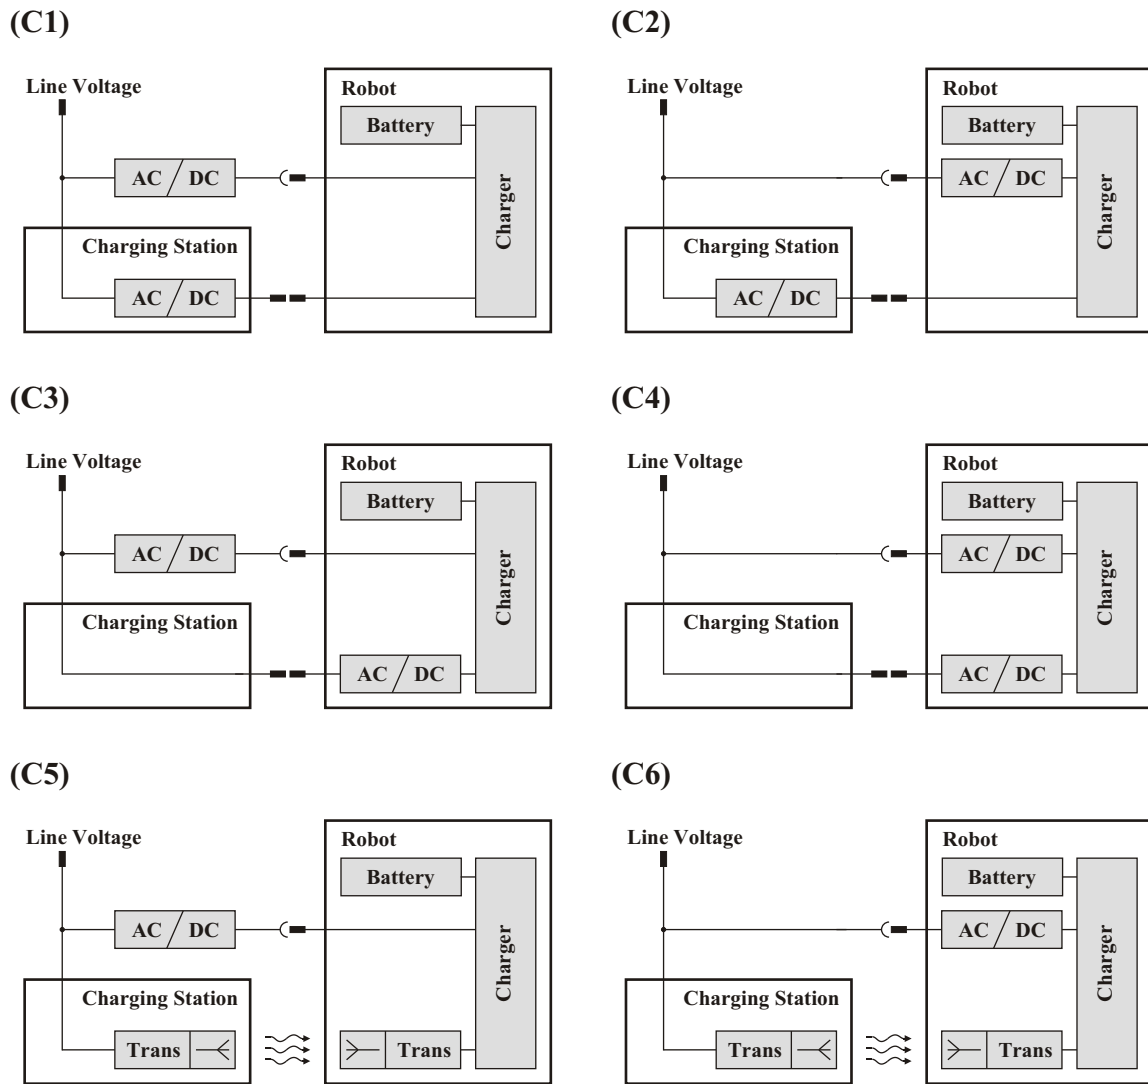 (C1)
Line Voltage
Robot
Battery
AC / DC
Charger
Charging Station
AC / DC
(C2)
Line Voltage
Robot
Battery
AC / DC
Charger
Charging Station
AC / DC
(C3)
Line Voltage
Robot
Battery
AC / DC
Charger
Charging Station
AC / DC
(C4)
Line Voltage
Robot
Battery
AC / DC
Charger
Charging Station
AC / DC
(C5)
Line Voltage
Robot
Battery
AC / DC
Charger
Charging Station
Trans
Trans
(C6)
Line Voltage
Robot
Battery
AC / DC
Charger
Charging Station
Trans
Trans